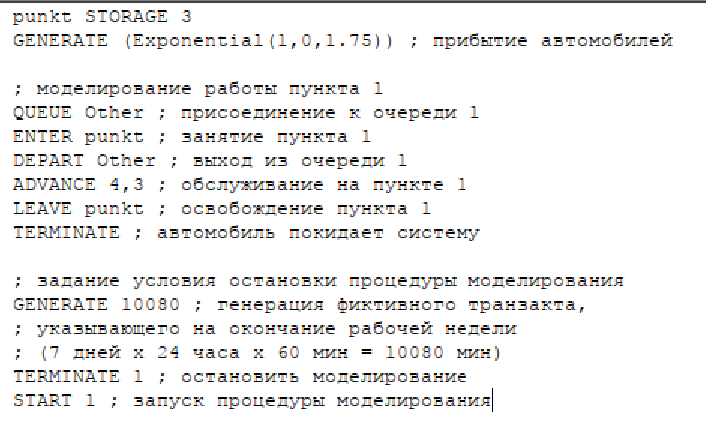 punkt STORAGE 3
GENERATE (Exponential(1,0,1.75)) ; прибытие автомобилей
; моделирование работы пункта 1
QUEUE Other ; присоединение к очереди 1
ENTER punkt ; занятие пункта 1
DEPART Other ; выход из очереди 1
ADVANCE 4,3 ; обслуживание на пункте 1
LEAVE punkt ; освобождение пункта 1
TERMINATE ; автомобиль покидает систему
; задание условия остановки процедуры моделирования
GENERATE 10080 ; генерация фиктивного транзакта,
; указывающего на окончание рабочей недели
; (7 дней х 24 часа х 60 мин = 10080 мин)
TERMINATE 1 ; остановить моделирование
START 1 ; запуск процедуры моделирования